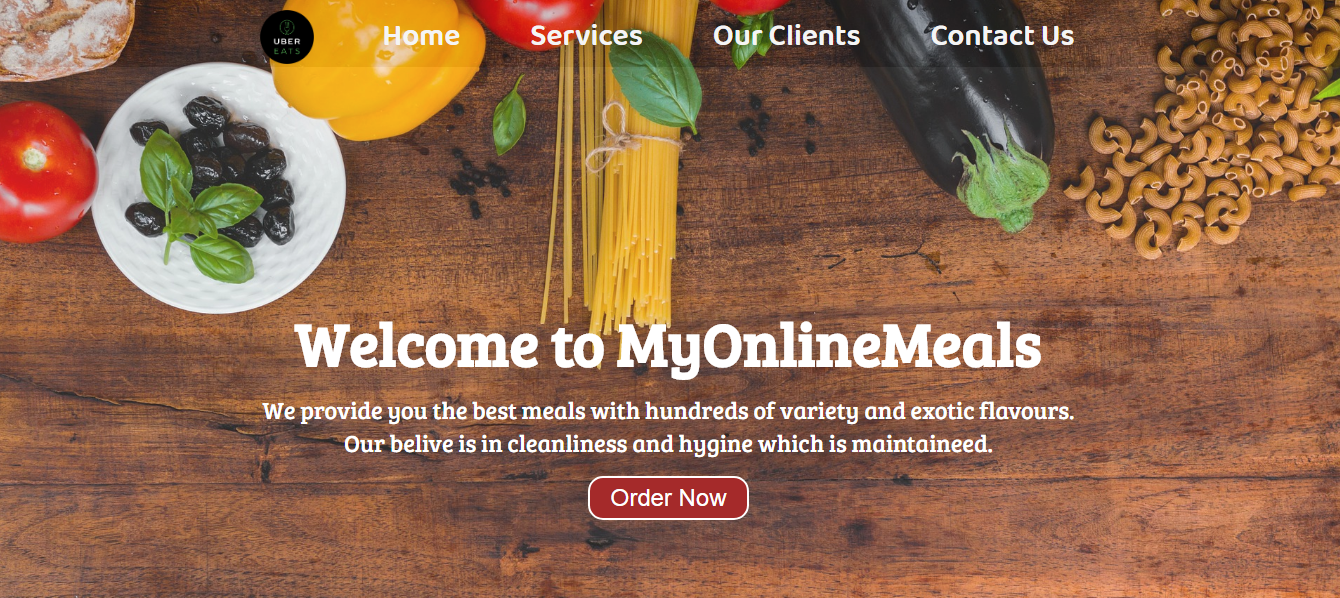 UBER
EATS
Home Services Our Clients Contact Us
Welcome to MyOnlineMeals
We provide you the best meals with hundreds of variety and exotic flavours.
Our belive is in cleanliness and hygine which is maintaineed.
Order Now